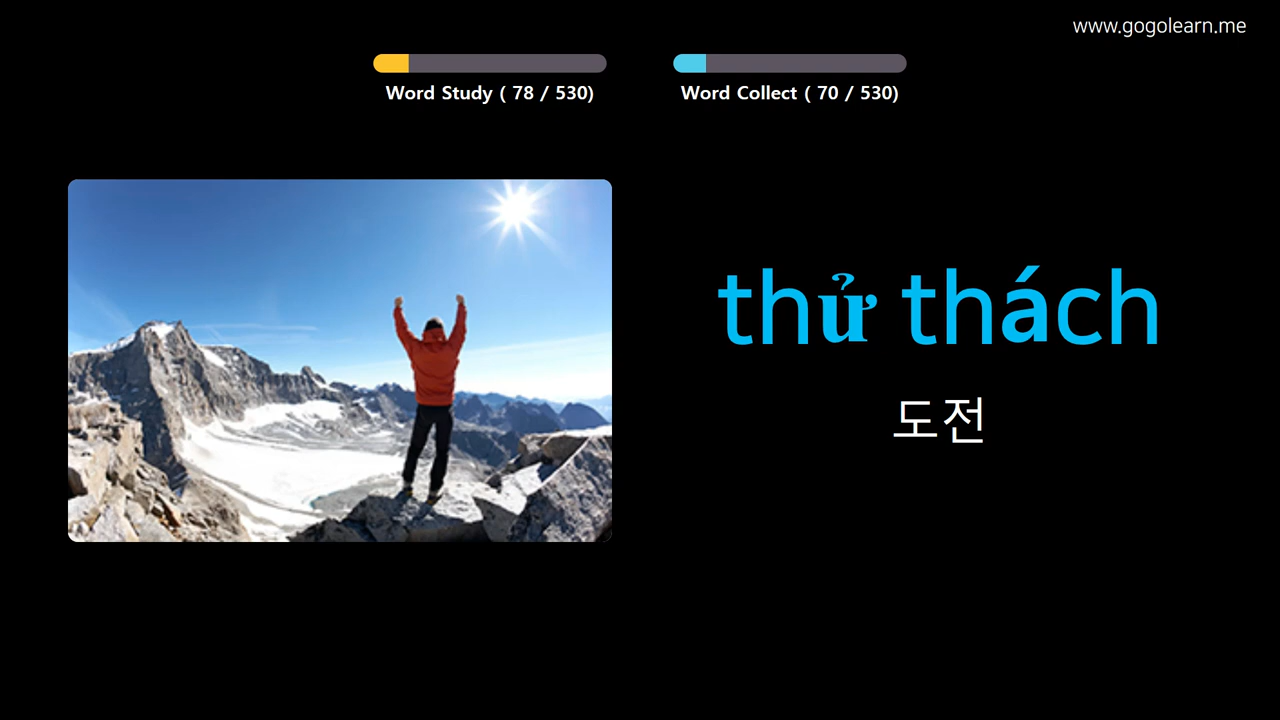 www.gogolearn.me
Word Study ( 78 / 530)
Word Collect ( 70 / 530)
thử thách
도전